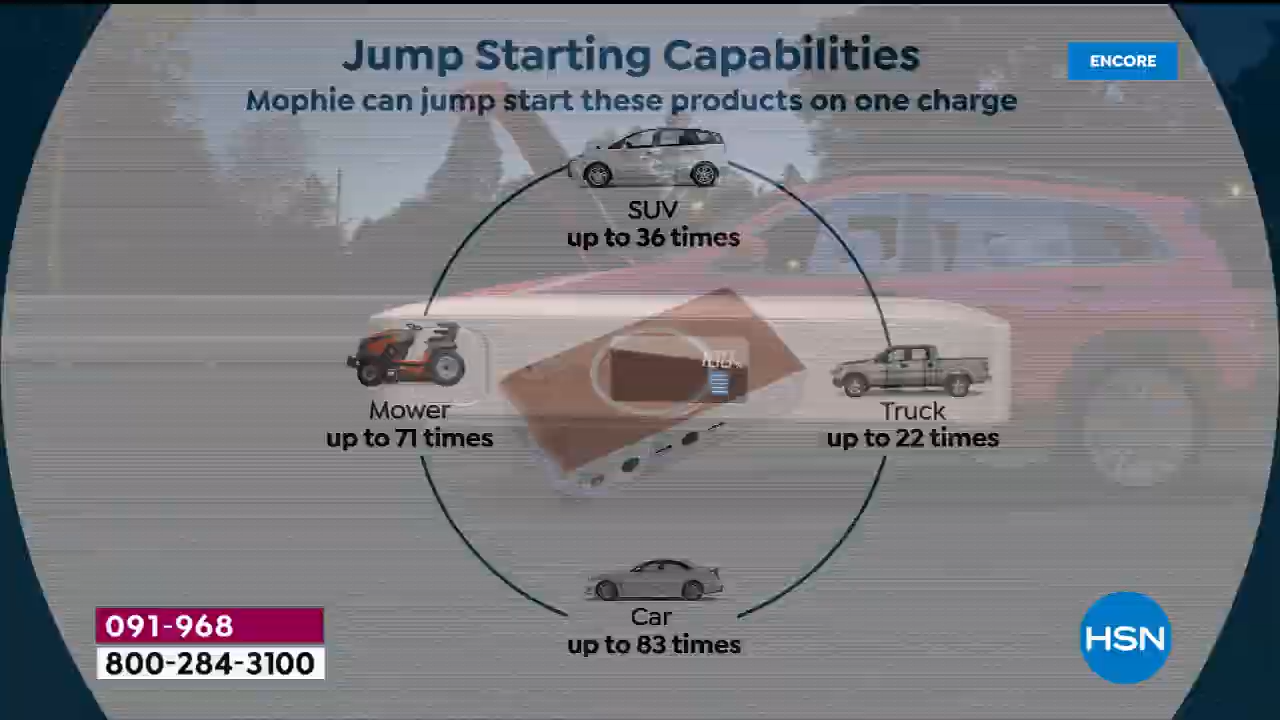 Jump Starting Capabilities
ENCORE
Mophie can jump start these products on one charge
SUV
up to 36 times
Mower
up to 71 times
Truck
up to 22 times
Car
up to 83 times
091-968
800-284-3100
HSN